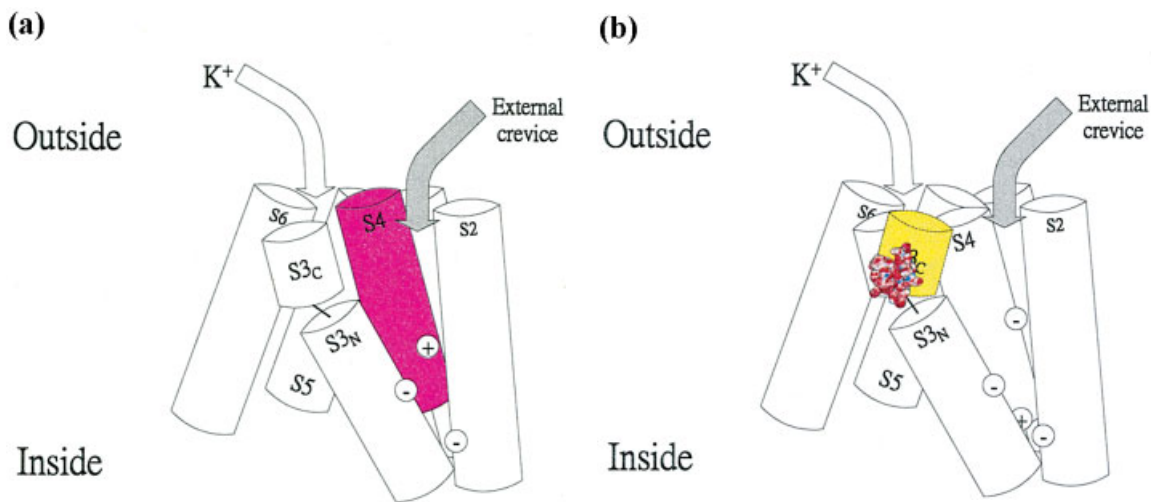 (a)
K+
Outside
External
crevice
S6
S4
S2
S3C
S3N
S5
+
-
-
Inside
(b)
K+
Outside
External
crevice
S6
S4
S2
S3N
S5
-
-
+
-
Inside